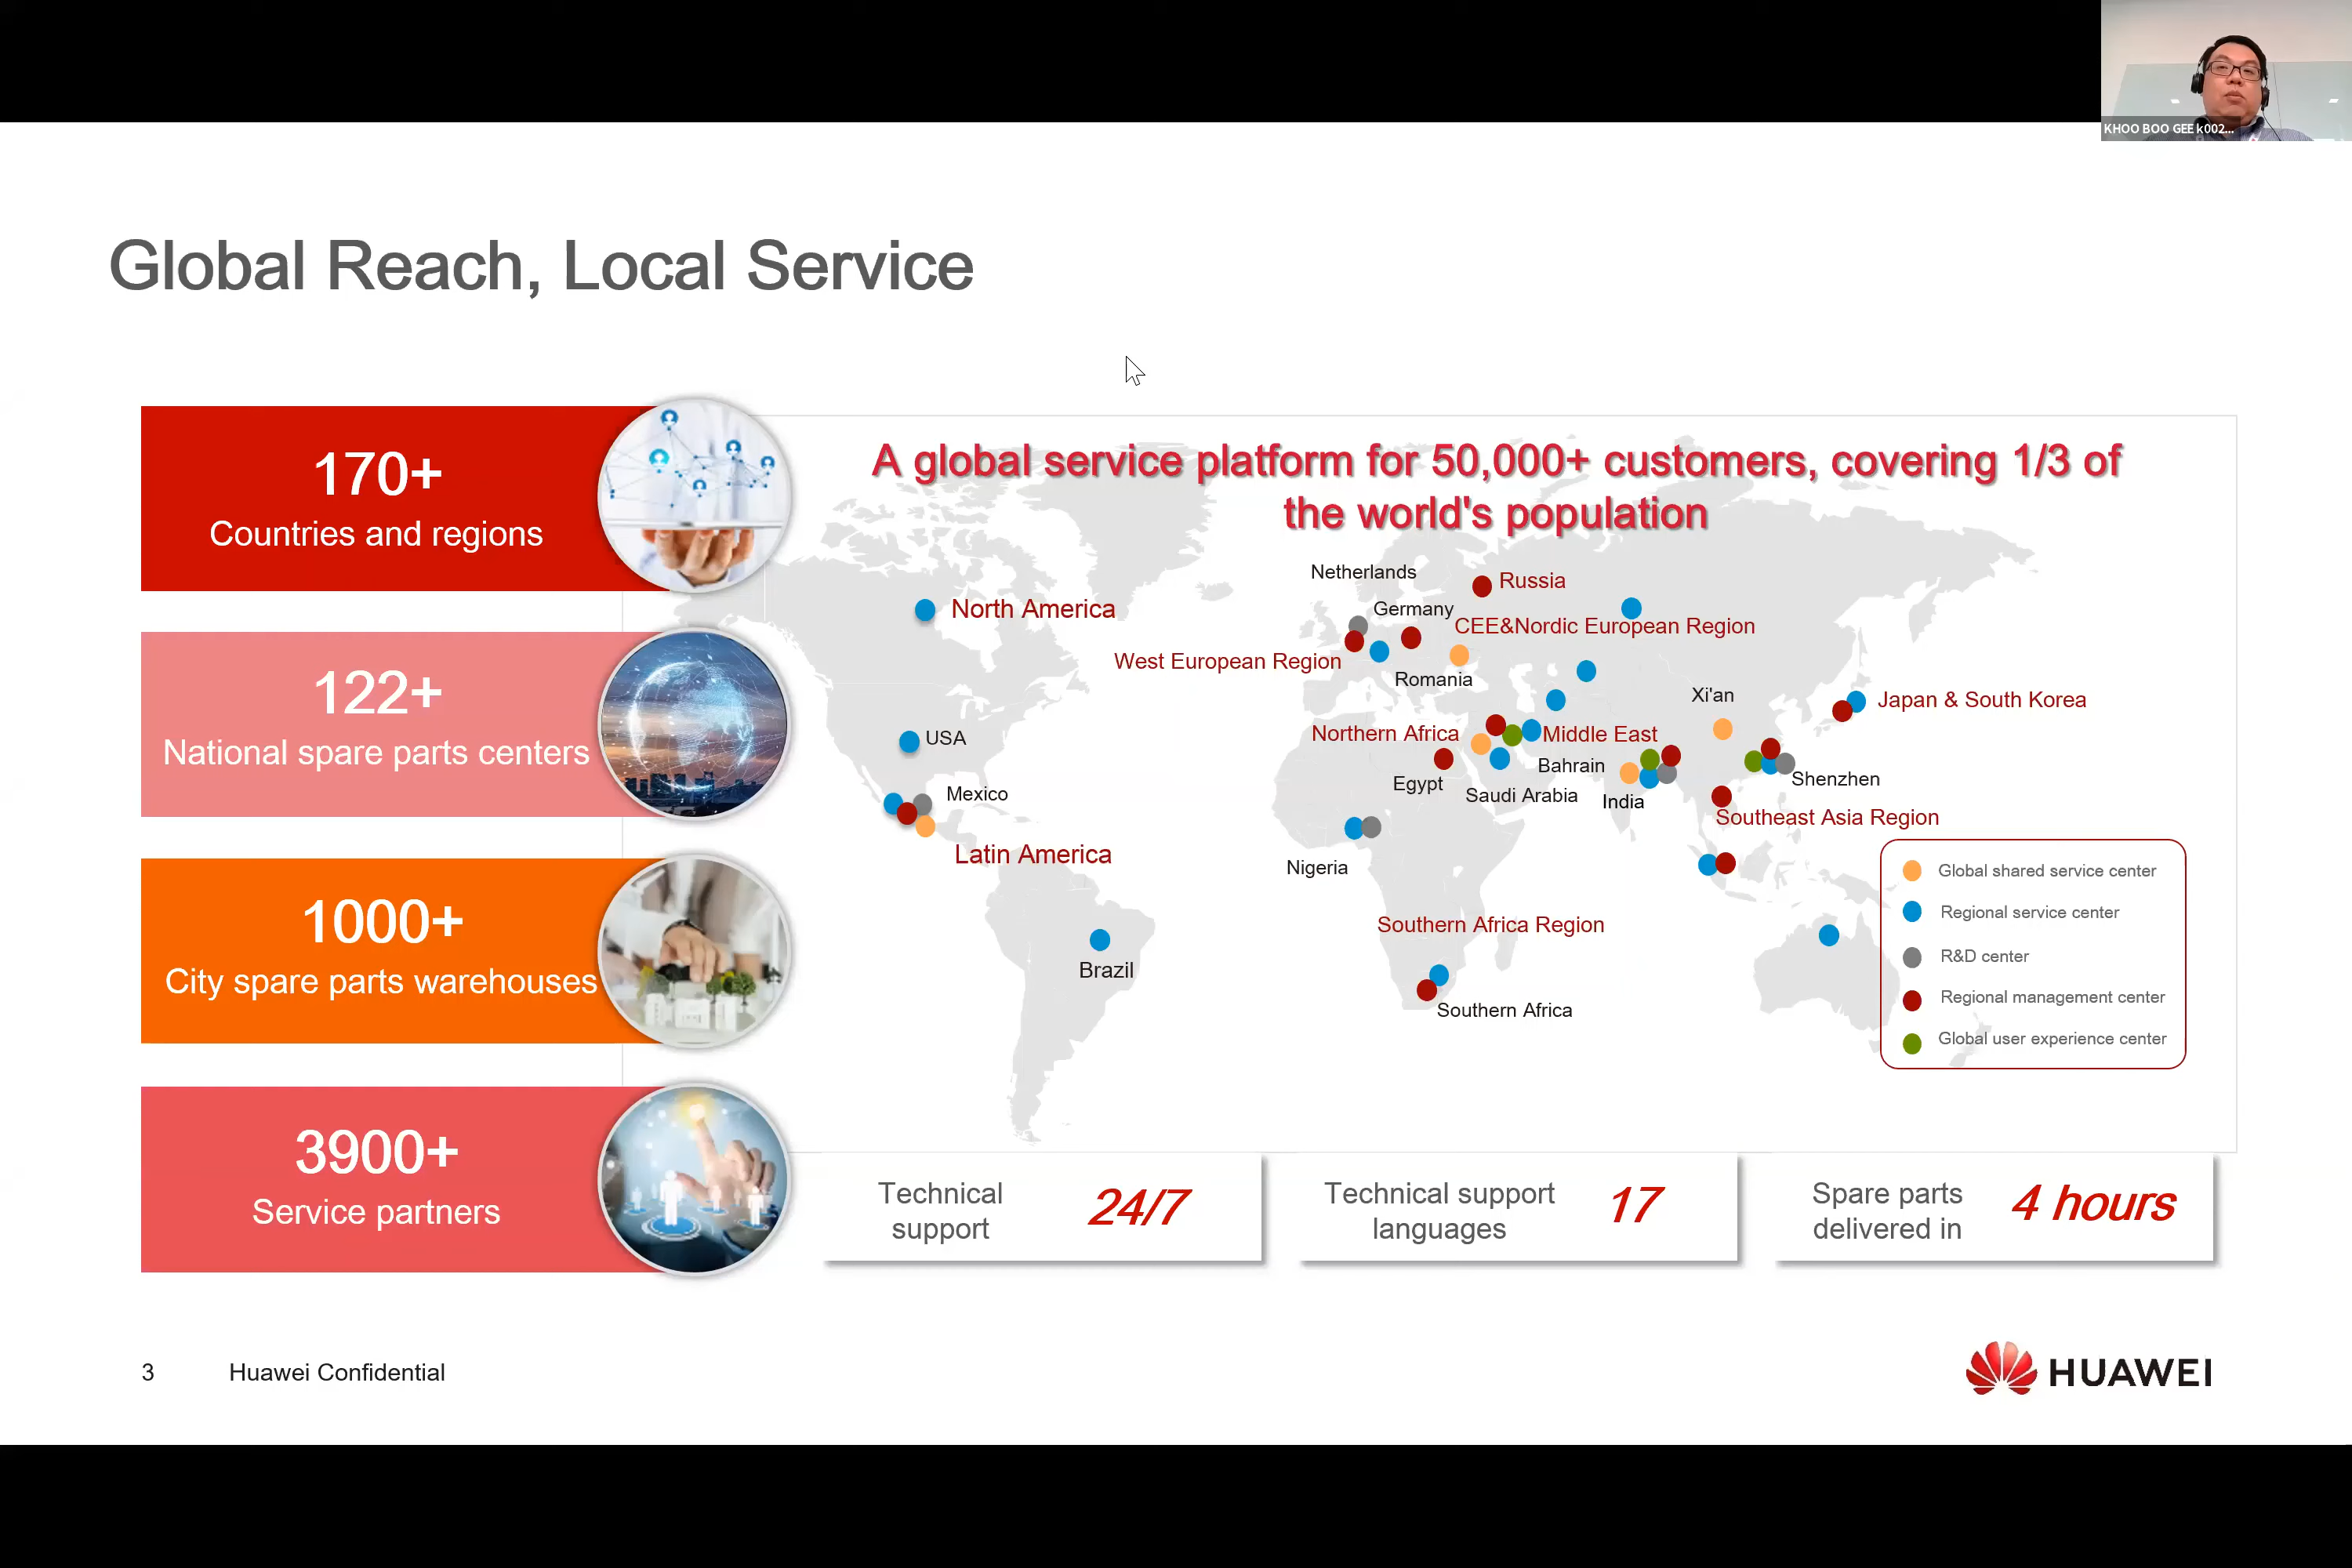 KHOO BOO GEE k002...
Global Reach, Local Service
170+
Countries and regions
122+
National spare parts centers
1000+
City spare parts warehouses
3900+
Service partners
A global service platform for 50,000+ customers, covering 1/3 of
the world's population
Netherlands
Russia
North America
Germany
CEE&Nordic European Region
West European Region
Romania
Xi'an
Japan & South Korea
USA
Northern Africa
Middle East
Bahrain
Shenzhen
Egypt
Saudi Arabia
India
Mexico
Southeast Asia Region
Latin America
Nigeria
Southern Africa Region
Brazil
Southern Africa
Global shared service center
Regional service center
R&D center
Regional management center
Global user experience center
Technical
support
24/7
Technical support
languages
17
Spare parts
delivered in
4 hours
3
Huawei Confidential
HUAWEI